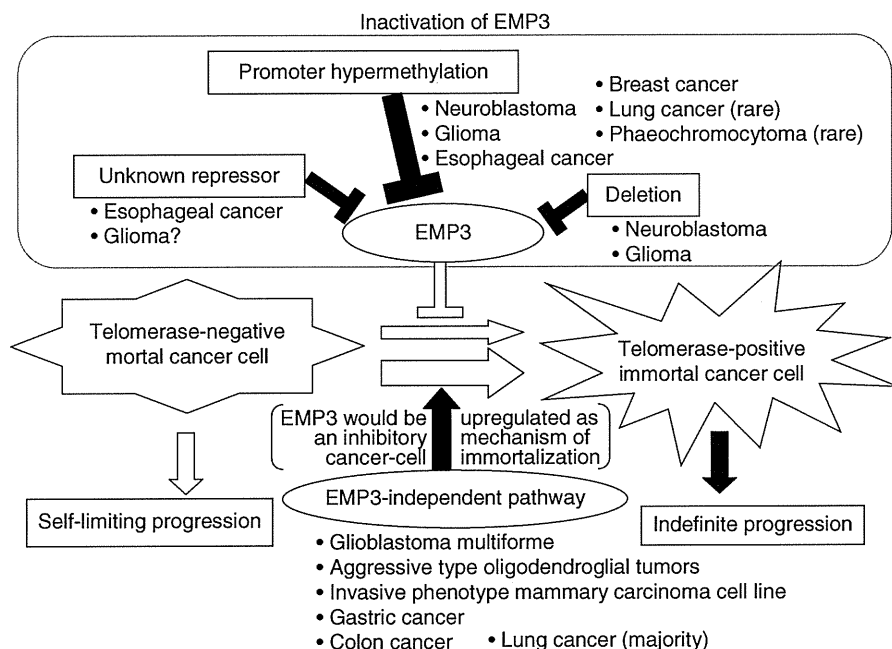 Inactivation of EMP3
Promoter hypermethylation
• Neuroblastoma
• Glioma
• Esophageal cancer
• Breast cancer
• Lung cancer (rare)
• Phaeochromocytoma (rare)
Unknown repressor
• Esophageal cancer
• Glioma?
Deletion
• Neuroblastoma
• Glioma
EMP3
Telomerase-negative
mortal cancer cell
Telomerase-positive
immortal cancer cell
EMP3 would be upregulated as
an inhibitory mechanism of
cancer-cell immortalization
Self-limiting progression
EMP3-independent pathway
Indefinite progression
• Glioblastoma multiforme
• Aggressive type oligodendroglial tumors
• Invasive phenotype mammary carcinoma cell line
• Gastric cancer
• Colon cancer • Lung cancer (majority)